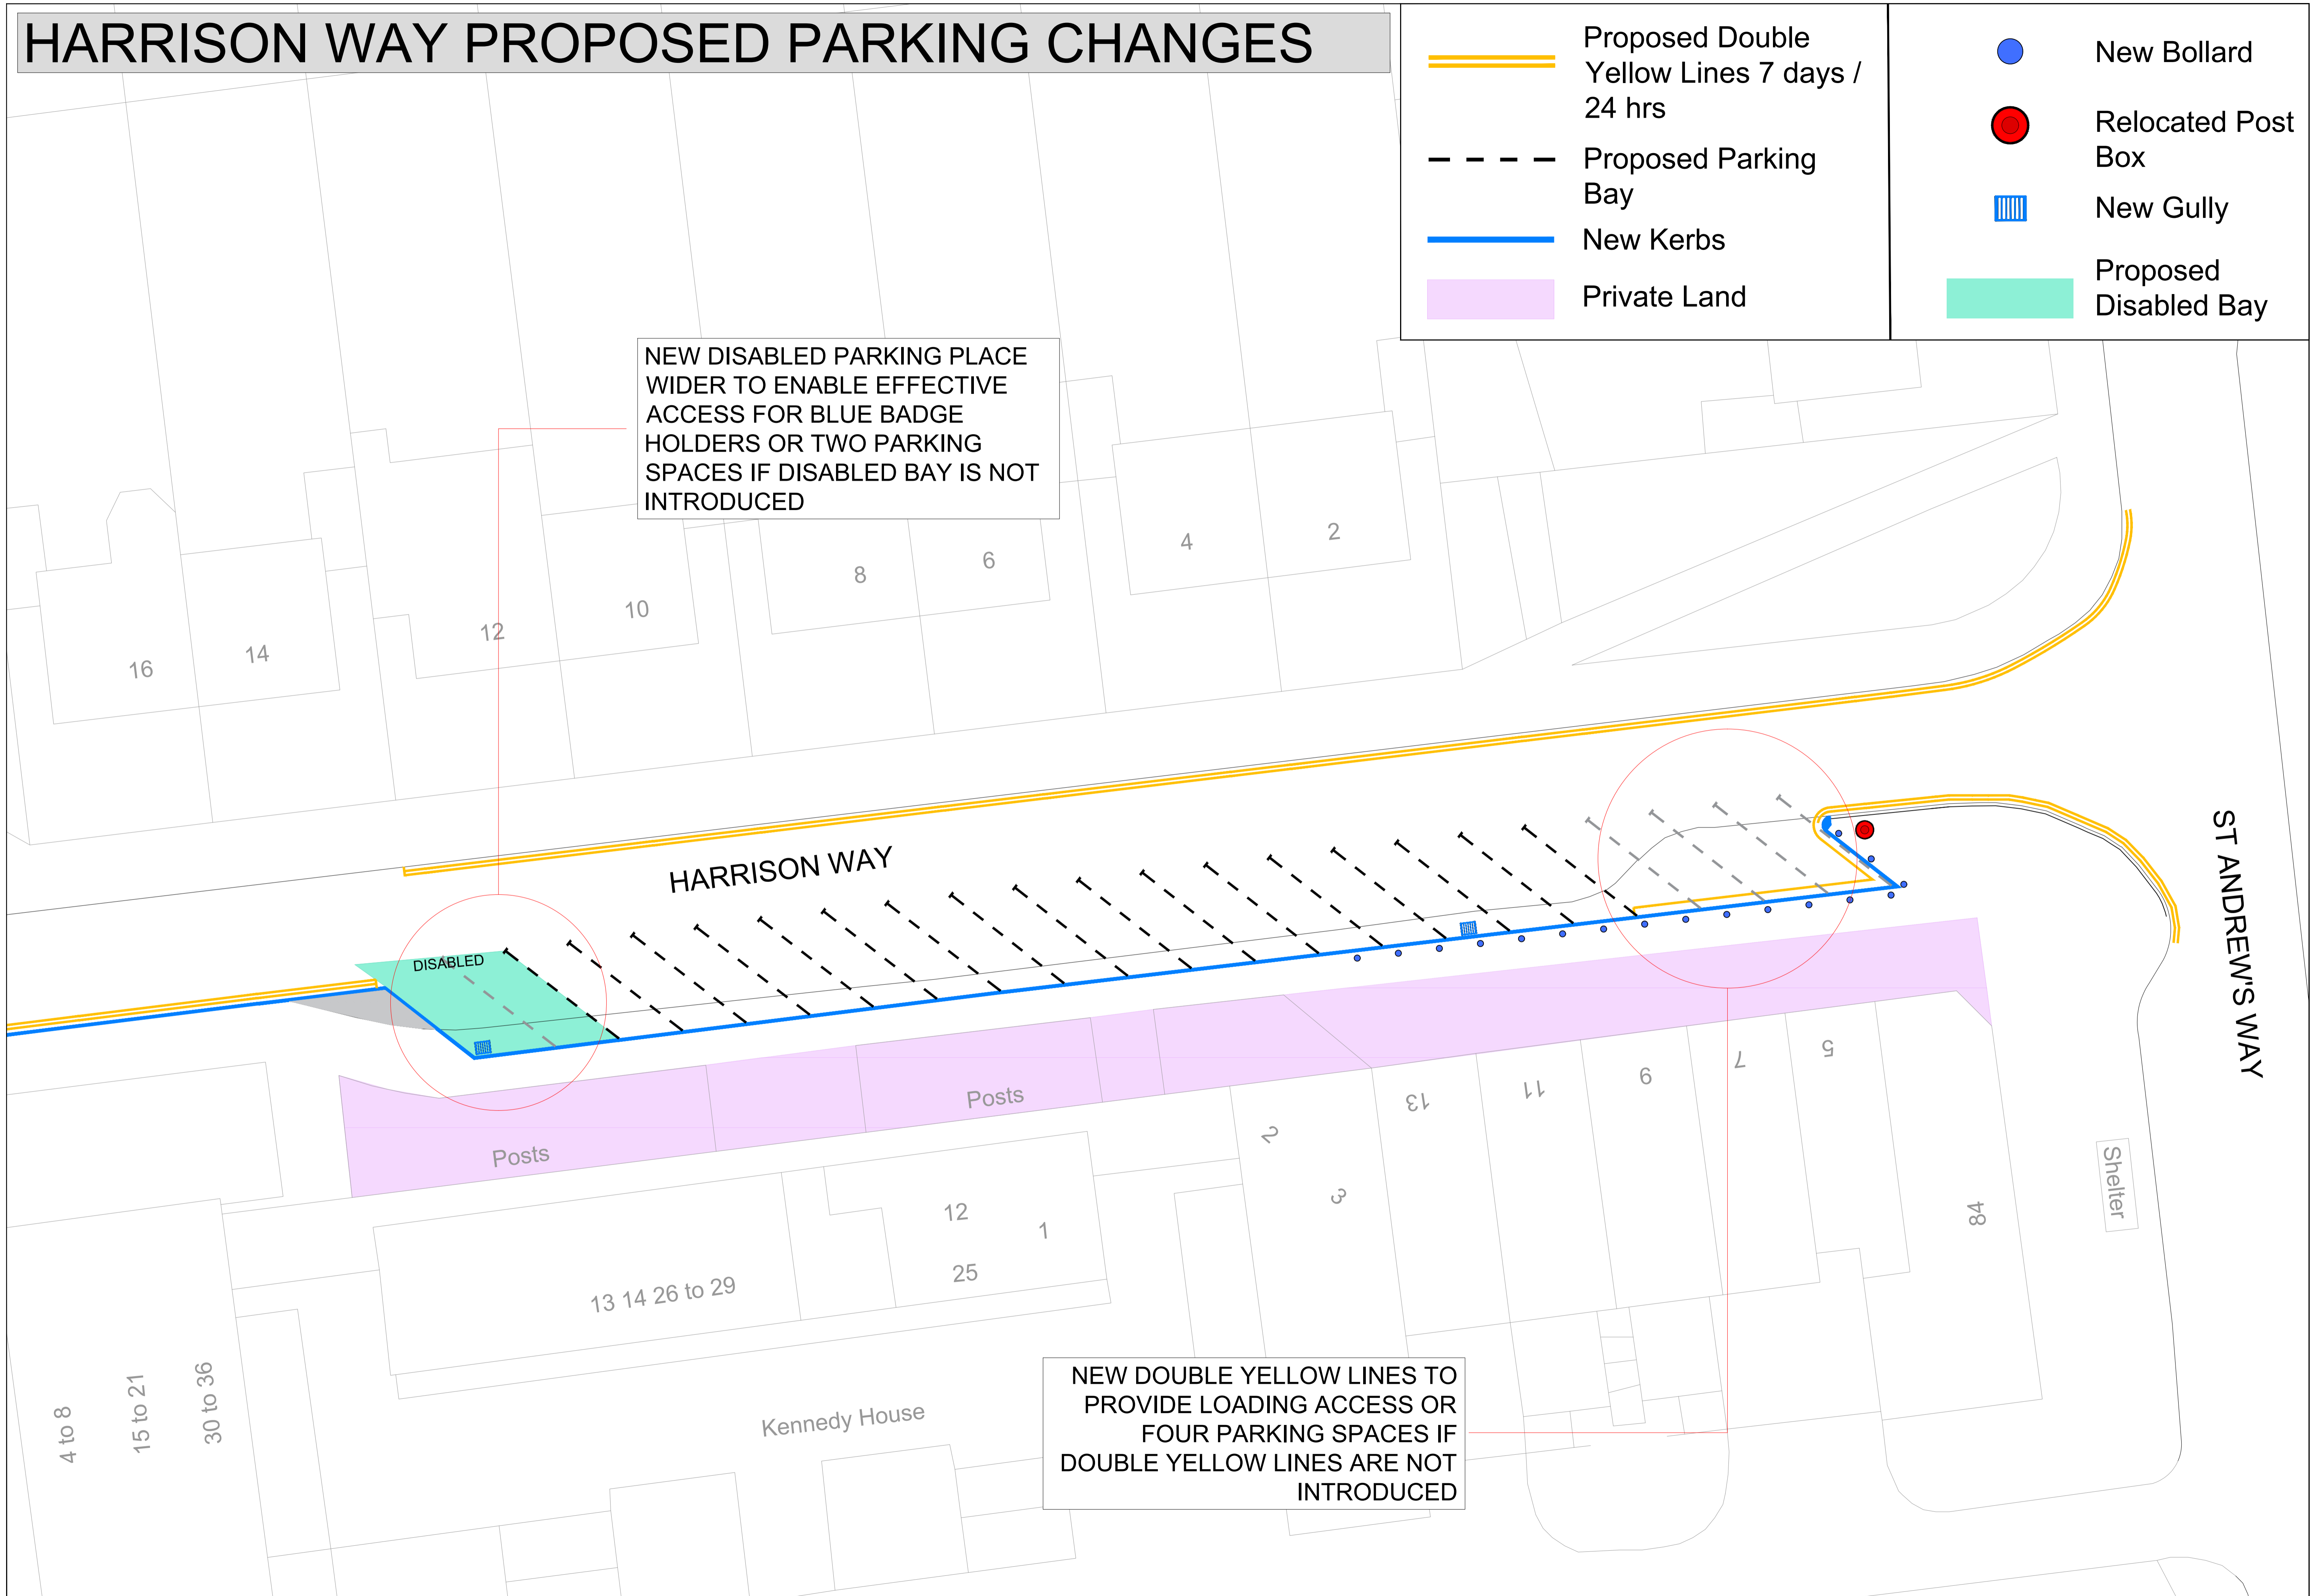 HARRISON WAY PROPOSED PARKING CHANGES
Proposed Double
Yellow Lines 7 days /
24 hrs
Proposed Parking
Bay
New Kerbs
Private Land
New Bollard
Relocated Post
Box
New Gully
Proposed
Disabled Bay
NEW DISABLED PARKING PLACE
WIDER TO ENABLE EFFECTIVE
ACCESS FOR BLUE BADGE
HOLDERS OR TWO PARKING
SPACES IF DISABLED BAY IS NOT
INTRODUCED
16
14
12
10
8
6
4
2
HARRISON WAY
ST ANDREW'S WAY
DISABLED
Posts
Posts
2
3
13
11
9
7
5
84
Shelter
12
1
25
13 14 26 to 29
4 to 8
15 to 21
30 to 36
Kennedy House
NEW DOUBLE YELLOW LINES TO
PROVIDE LOADING ACCESS OR
FOUR PARKING SPACES IF
DOUBLE YELLOW LINES ARE NOT
INTRODUCED